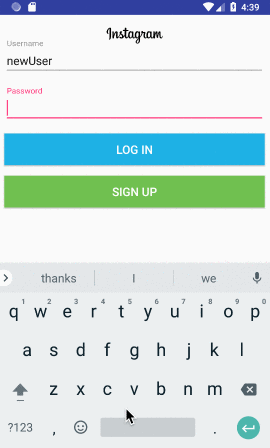 4:39
Instagram
Username
newUser
Password
LOG IN
SIGN UP
thanks I we
1 2 3 4 5 6 7 8 9 0
q w e r t y u i o p
a s d f g h j k l
z x c v b n m
?123 , .